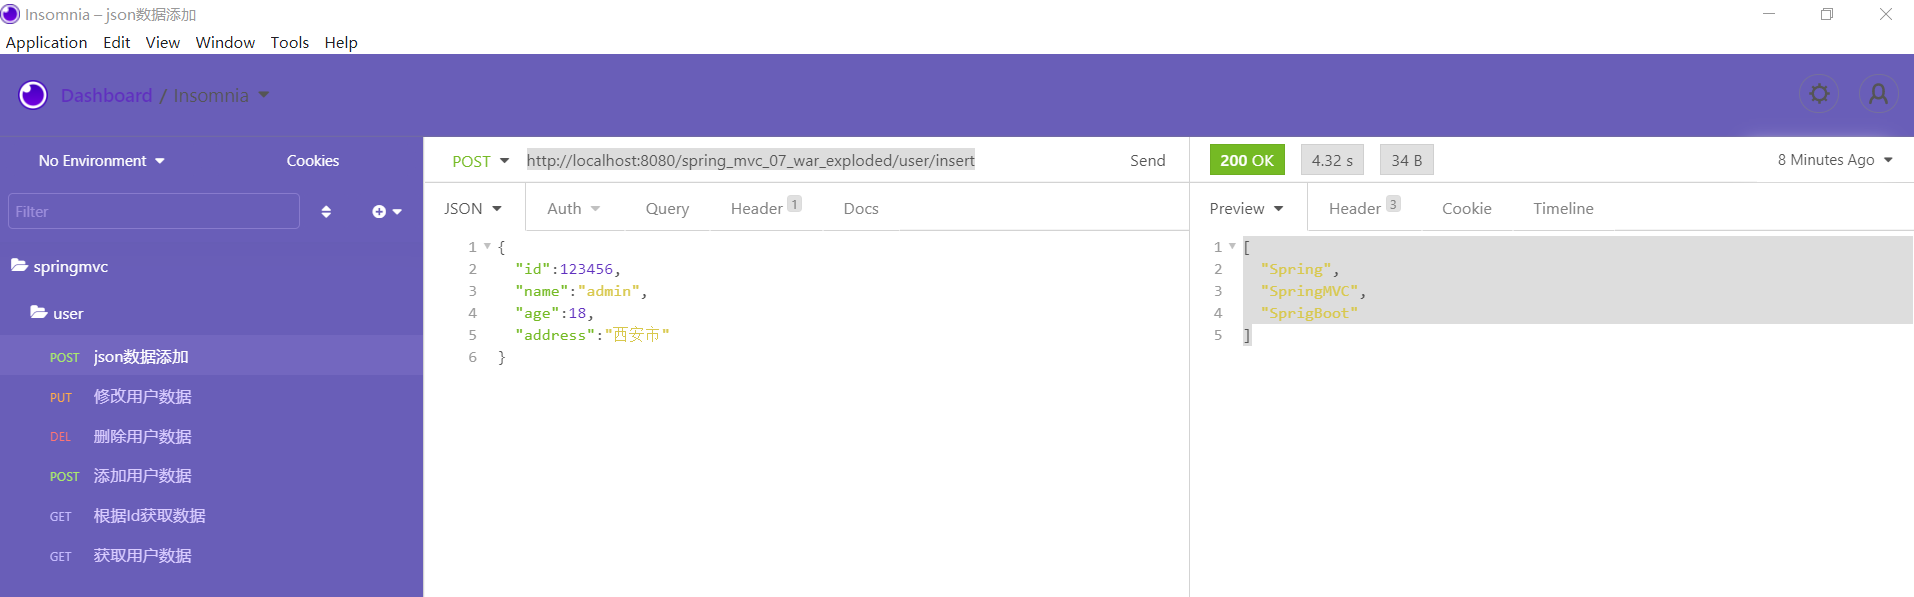 Insomnia – json数据添加
Application Edit View Window Tools Help
Dashboard / Insomnia
No Environment Cookies
Filter
springmvc
user
POST json数据添加
PUT 修改用户数据
DEL 删除用户数据
POST 添加用户数据
GET 根据Id获取数据
GET 获取用户数据
POST http://localhost:8080/spring_mvc_07_war_exploded/user/insert Send
JSON Auth Query Header 1 Docs
1 {
2 "id":123456,
3 "name":"admin",
4 "age":18,
5 "address":"西安市"
6 }
200 OK 4.32 s 34 B 8 Minutes Ago
Preview Header 3 Cookie Timeline
1 [
2 "Spring",
3 "SpringMVC",
4 "SprigBoot"
5 ]